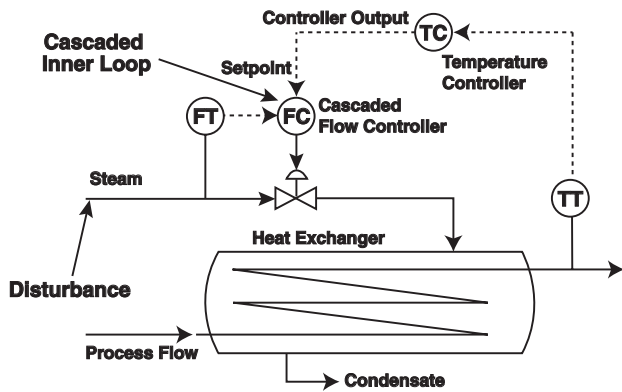 Controller Output
TC
Cascaded
Inner Loop
Setpoint
Temperature
Controller
FT
FC
Cascaded
Flow Controller
Steam
TT
Heat Exchanger
Disturbance
Process Flow
Condensate